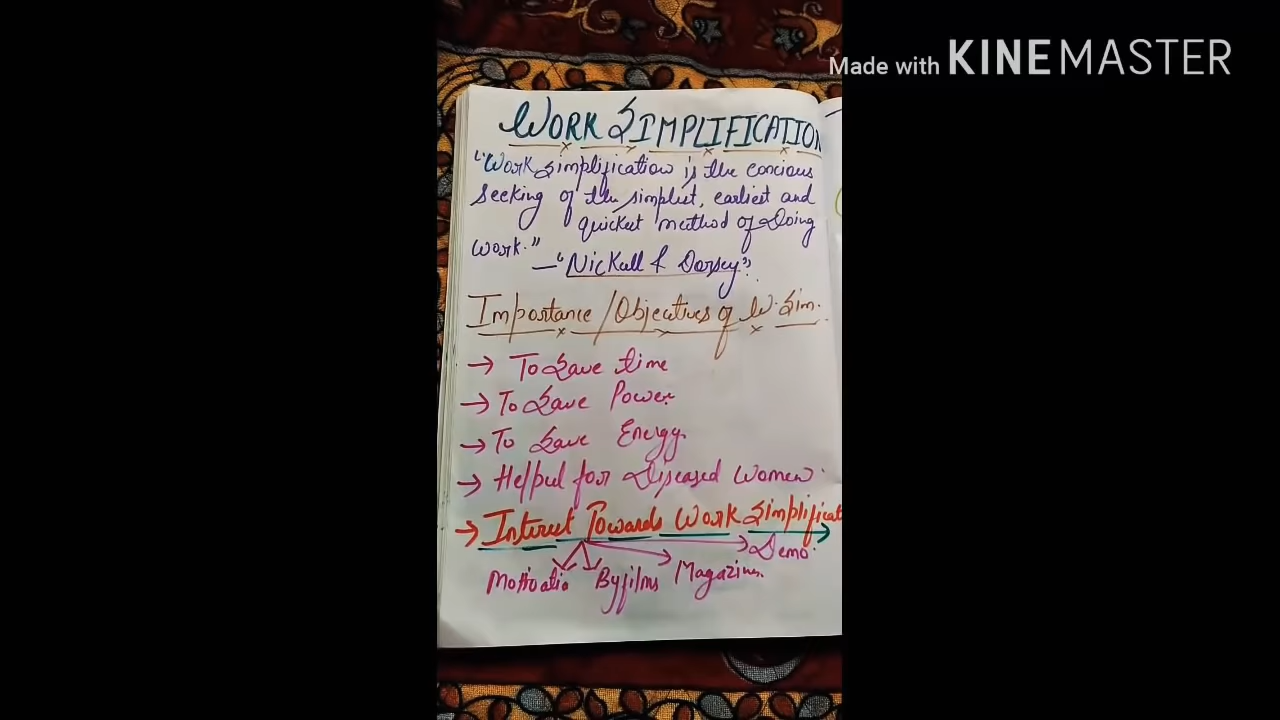 Made with KINEMASTER
WORK SIMPLIFICATION
"Work simplification is the concious
seeking of the simplest, earliest and
quickest method of Doing
work."
—"Nickell & Dorsey".
Importance/Objectives of W. Sim.
→ To Save time
→ To Save Power
→ To Save Energy.
→ Helpful for Diseased Women.
→ Interest Towards Work Simplificat
Demo.
Motivatio By films Magazines.